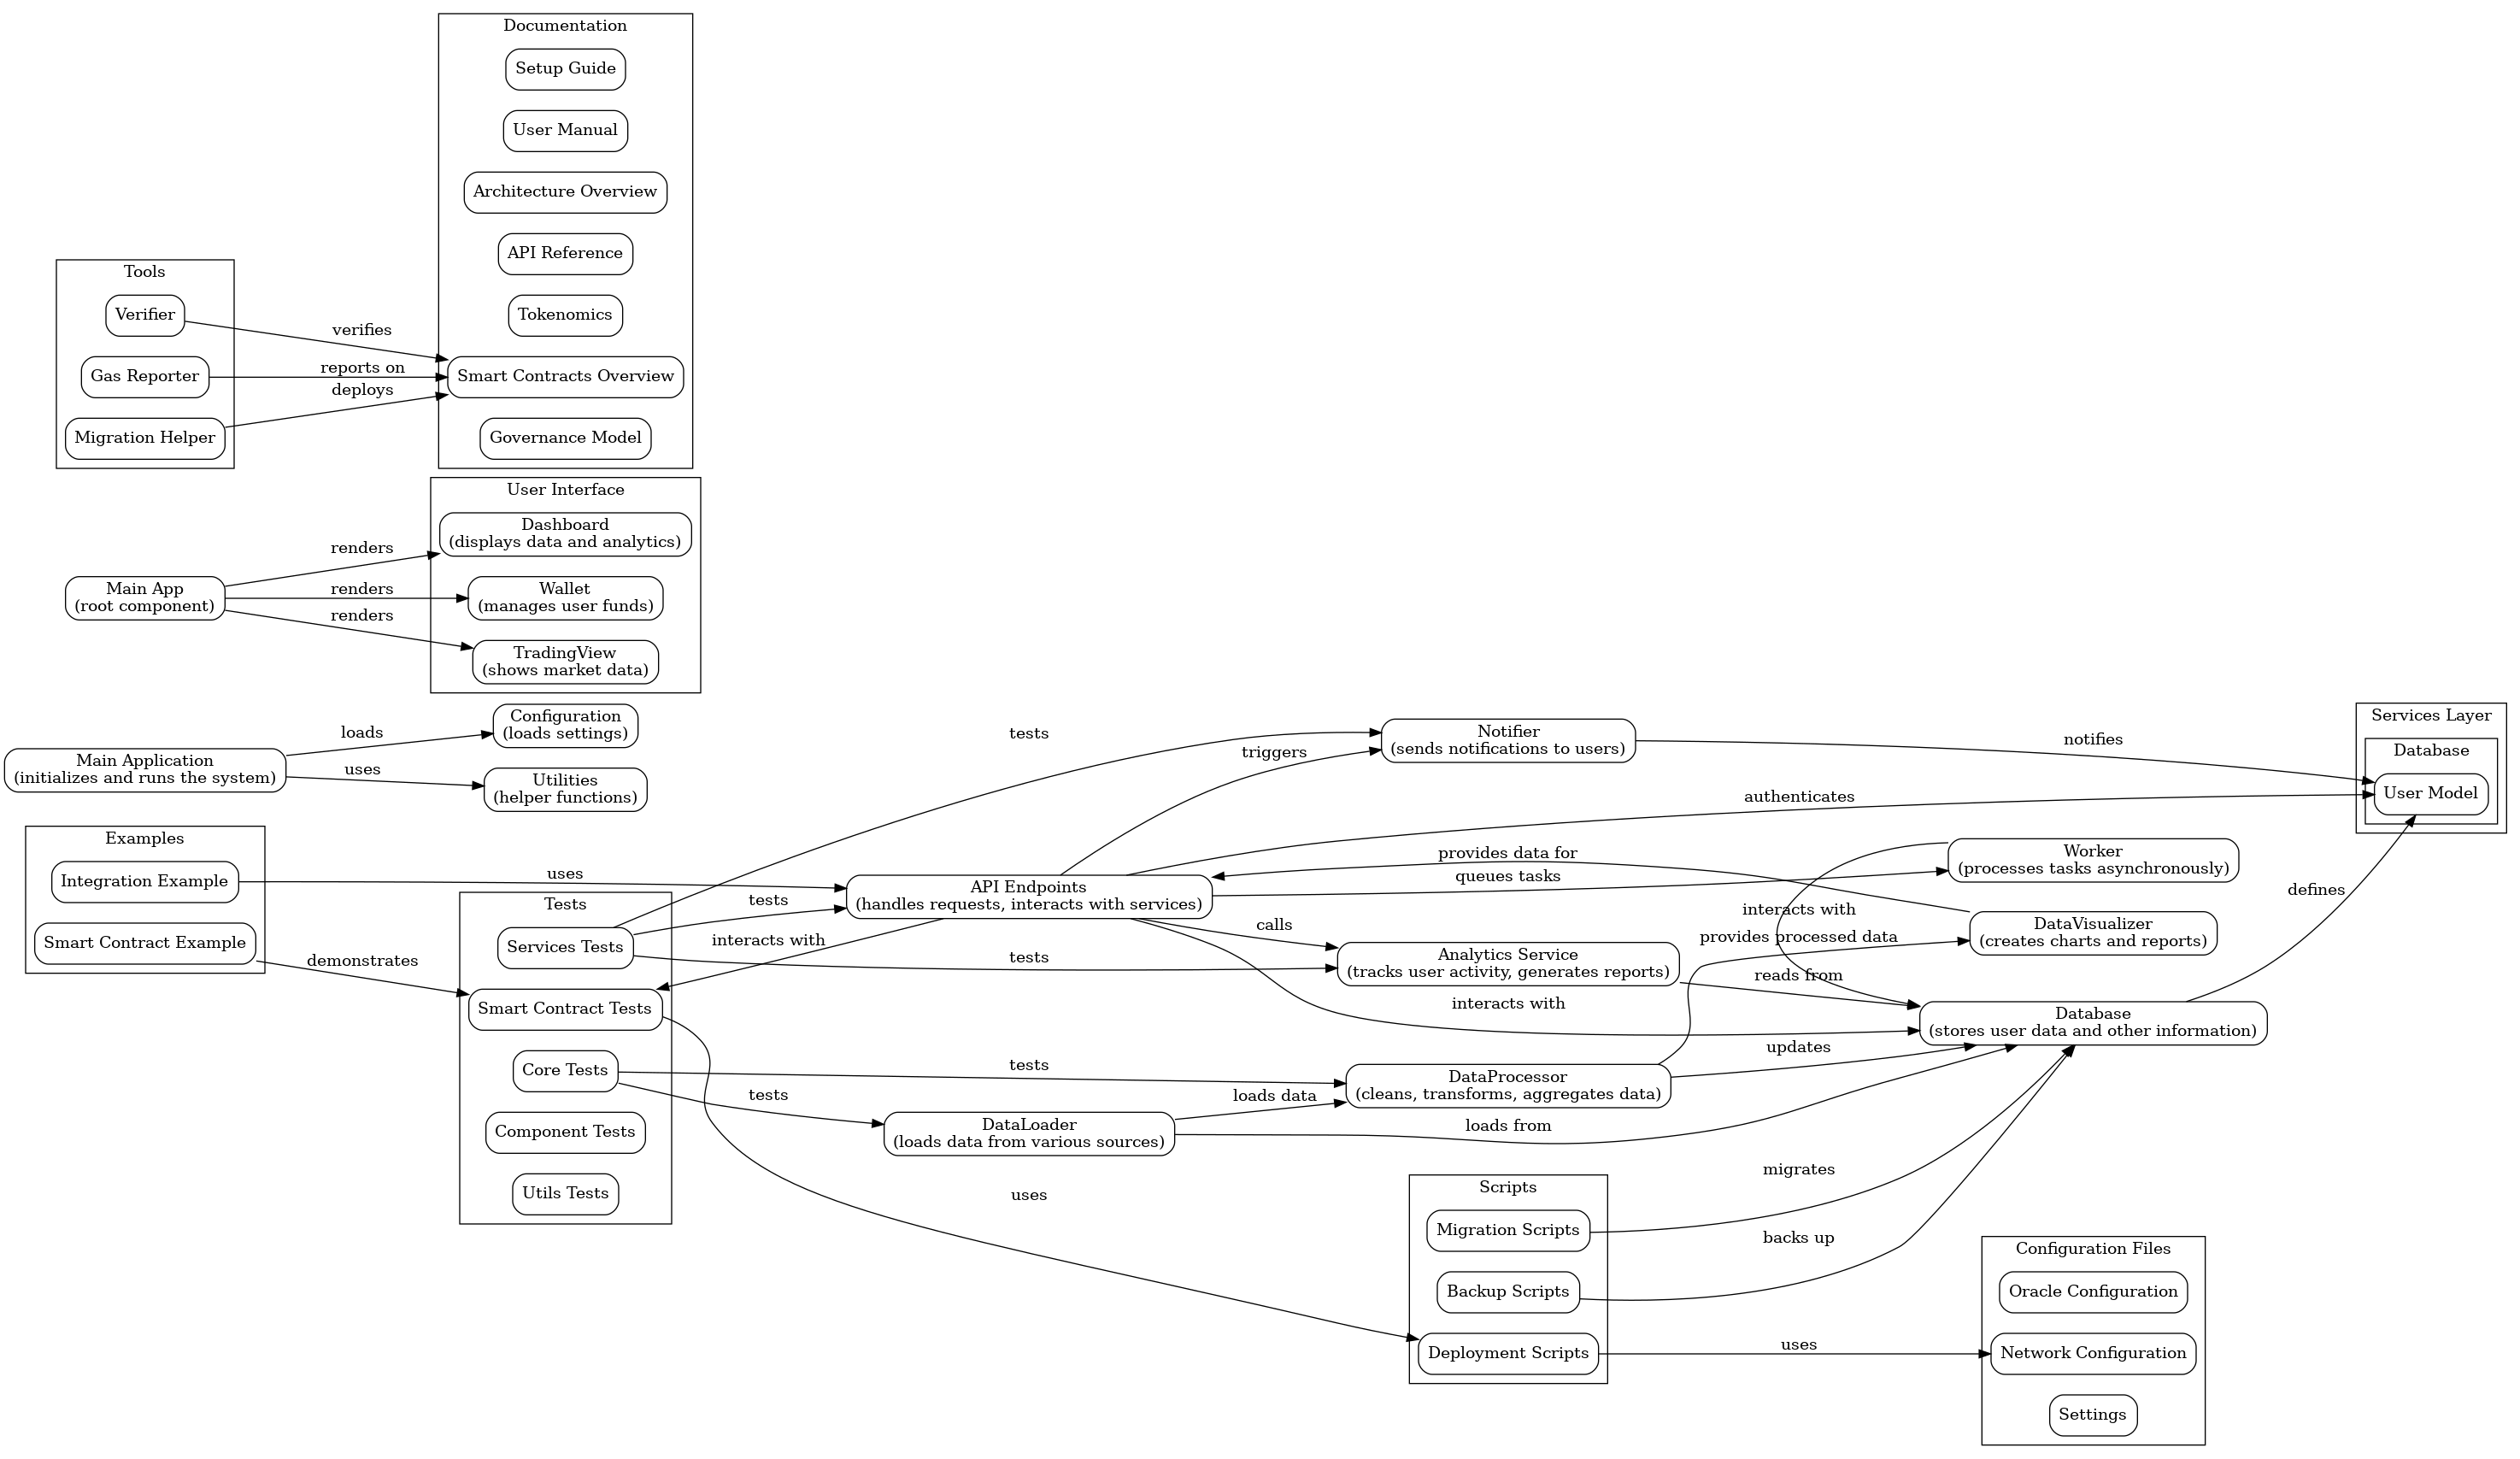 Documentation
Setup Guide
User Manual
Architecture Overview
API Reference
Tokenomics
Smart Contracts Overview
Governance Model
Tools
Verifier
Gas Reporter
Migration Helper
verifies
reports on
deploys
User Interface
Dashboard
(displays data and analytics)
Wallet
(manages user funds)
TradingView
(shows market data)
Main App
(root component)
renders
renders
renders
Main Application
(initializes and runs the system)
loads
uses
Configuration
(loads settings)
Utilities
(helper functions)
Examples
Integration Example
Smart Contract Example
uses
demonstrates
Tests
Services Tests
Smart Contract Tests
Core Tests
Component Tests
Utils Tests
tests
tests
interacts with
tests
tests
tests
uses
API Endpoints
(handles requests, interacts with services)
DataLoader
(loads data from various sources)
triggers
calls
loads data
Notifier
(sends notifications to users)
provides data for
queues tasks
Analytics Service
(tracks user activity, generates reports)
interacts with
DataProcessor
(cleans, transforms, aggregates data)
loads from
Scripts
Migration Scripts
Backup Scripts
Deployment Scripts
authenticates
interacts with
provides processed data
reads from
updates
migrates
backs up
uses
notifies
Worker
(processes tasks asynchronously)
DataVisualizer
(creates charts and reports)
Database
(stores user data and other information)
defines
Services Layer
Database
User Model
Configuration Files
Oracle Configuration
Network Configuration
Settings